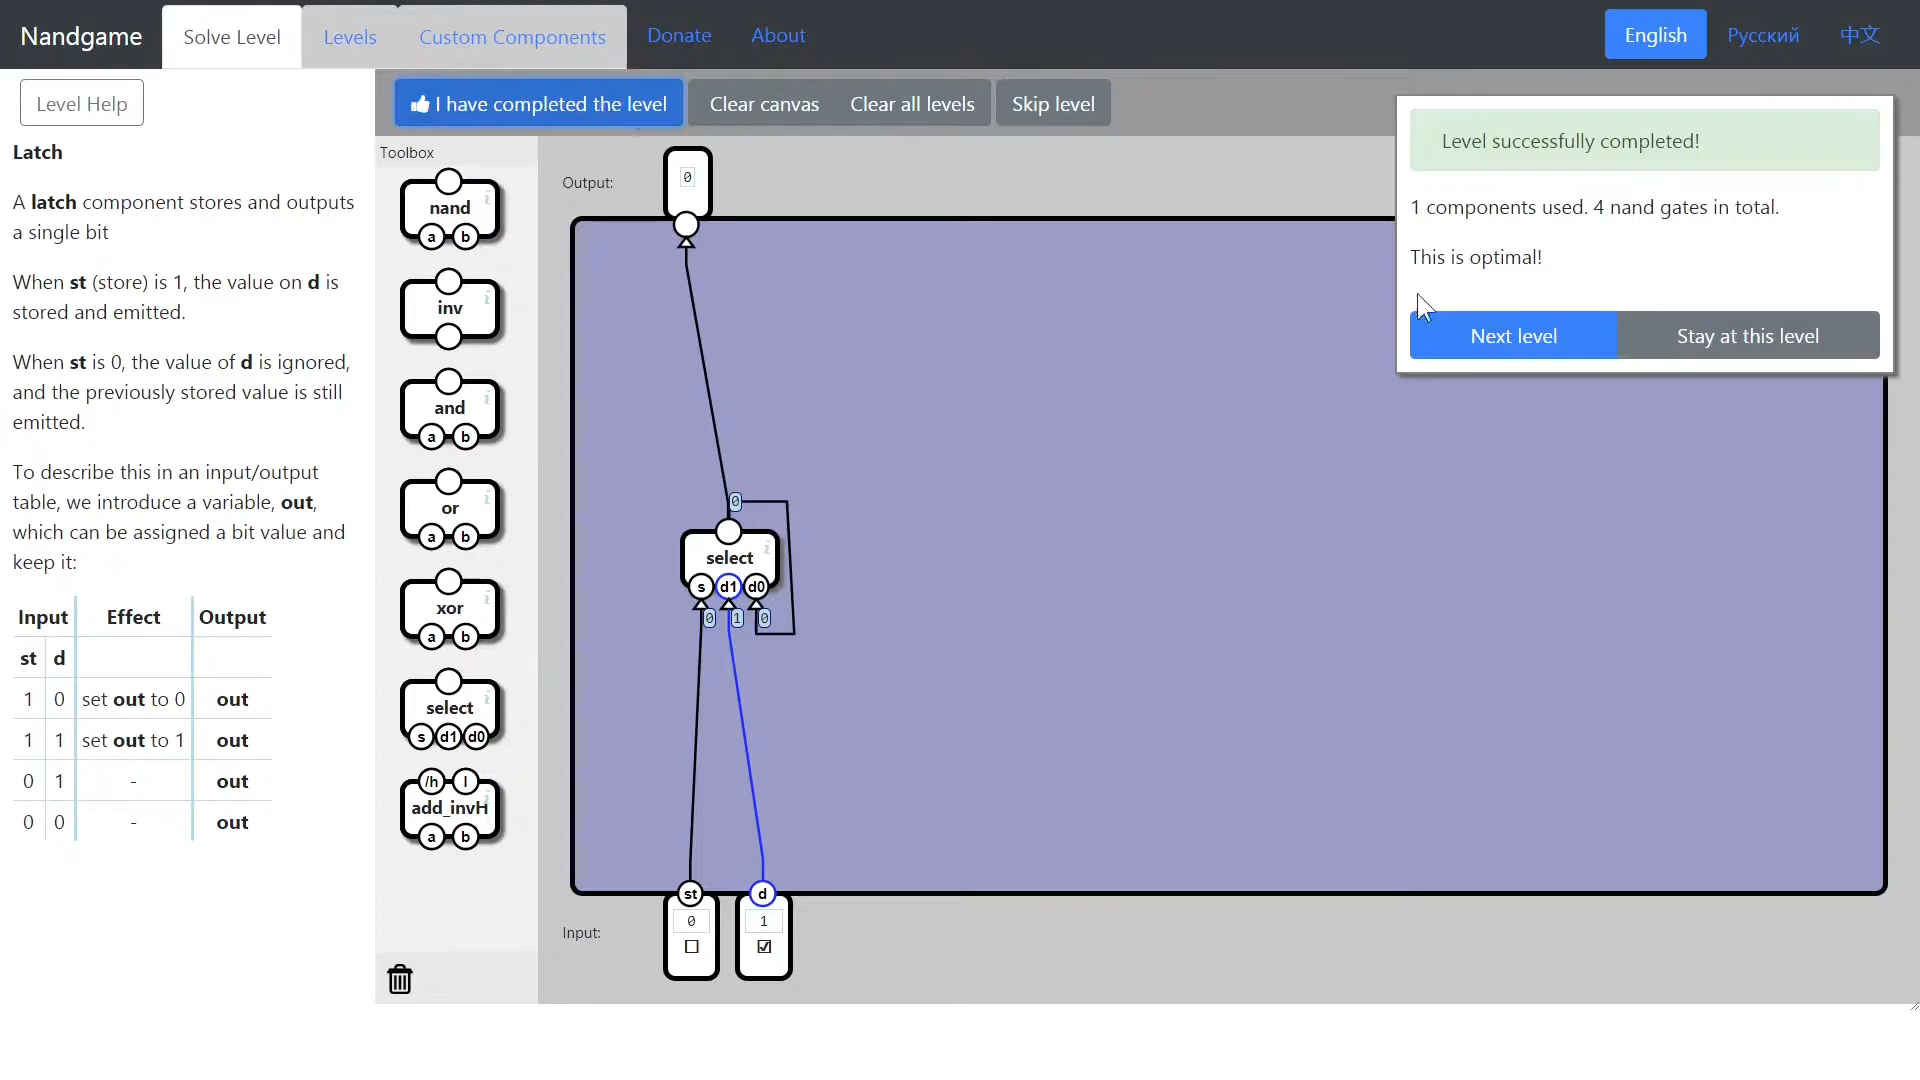 Nandgame
Solve Level
Levels
Custom Components
Donate
About
English
Русский
中文
Level Help
I have completed the level
Clear canvas
Clear all levels
Skip level
Latch
A latch component stores and outputs
a single bit
When st (store) is 1, the value on d is
stored and emitted.
When st is 0, the value of d is ignored,
and the previously stored value is still
emitted.
To describe this in an input/output
table, we introduce a variable, out,
which can be assigned a bit value and
keep it:
Input Effect Output
st d
1 0 set out to 0 out
1 1 set out to 1 out
0 1 - out
0 0 - out
Toolbox
nand
a b
inv
and
a b
or
a b
xor
a b
select
s d1 d0
/h l
add_invH
a b
Output:
0
0
select
s d1 d0
0 1 0
st d
Input:
0 1
Level successfully completed!
1 components used. 4 nand gates in total.
This is optimal!
Next level
Stay at this level